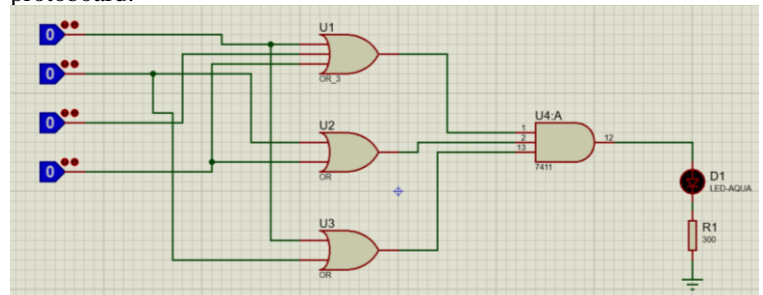 protoboard.
0
0
0
0
U1
OR_3
U2
OR
U3
OR
U4:A
1
2
13
12
7411
D1
LED-AQUA
R1
300